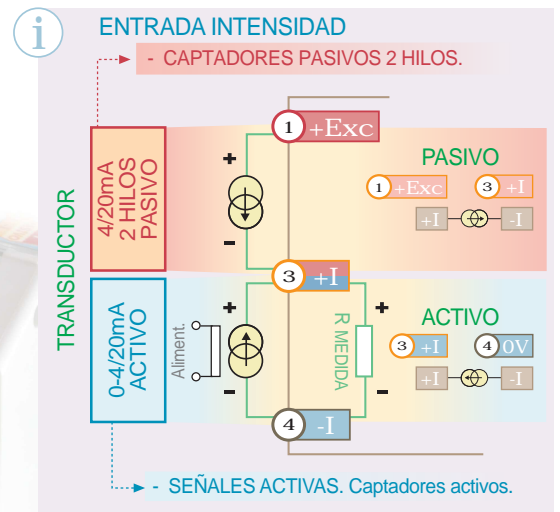 i
ENTRADA INTENSIDAD
- CAPTADORES PASIVOS 2 HILOS.
TRANSDUCTOR
4/20mA
2 HILOS
PASIVO
1 +Exc
+
-
PASIVO
1 +Exc 3 +I
+I -I
3 +I
0-4/20mA
ACTIVO
Aliment.
+
-
R MEDIDA
+
-
ACTIVO
3 +I 4 0V
+I -I
4 -I
- SEÑALES ACTIVAS. Captadores activos.